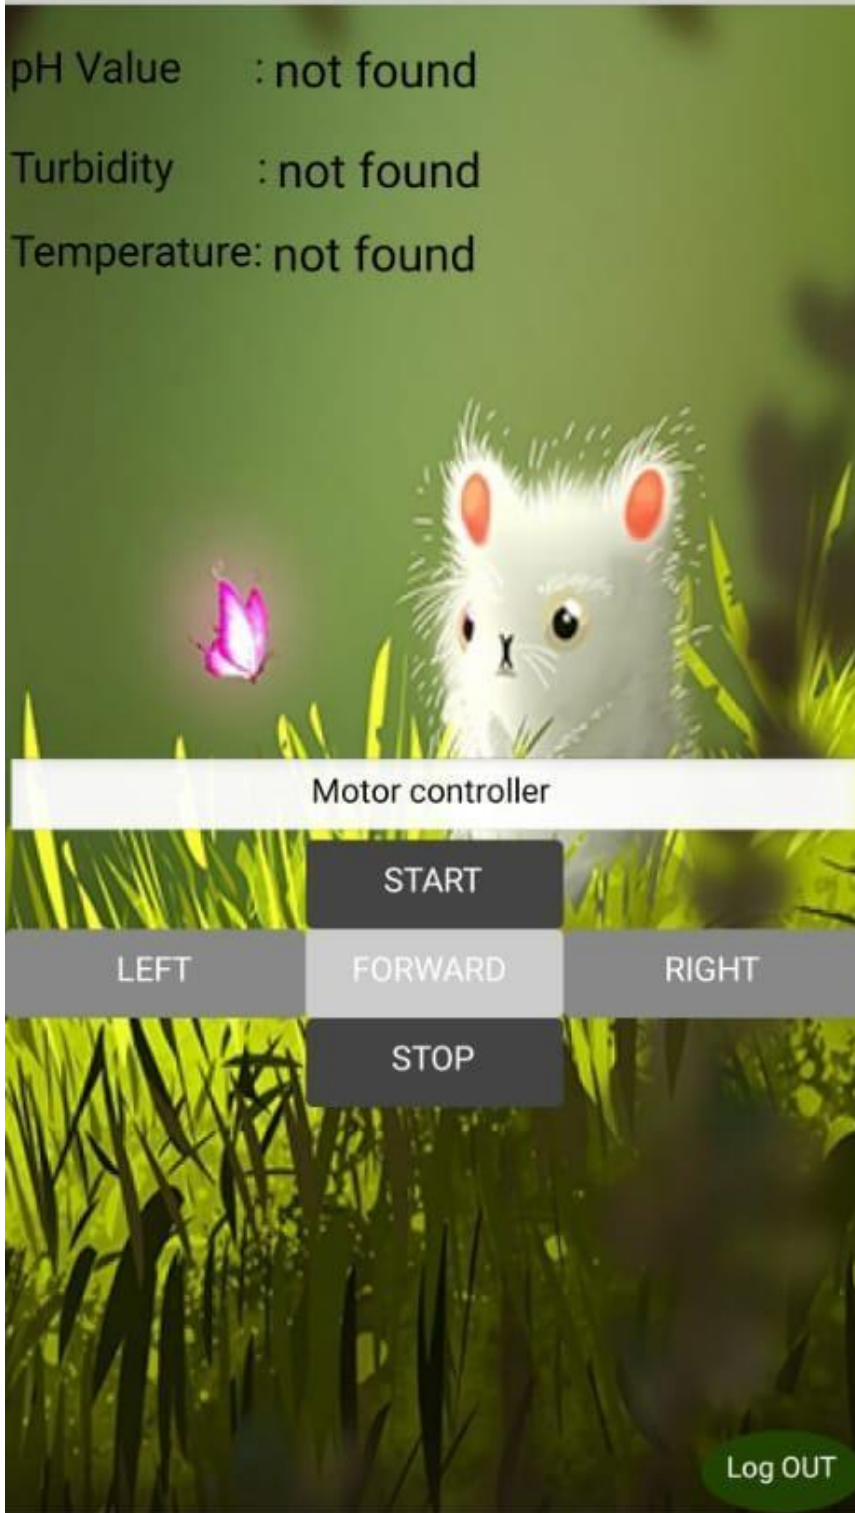 pH Value : not found
Turbidity : not found
Temperature: not found
Motor controller
START
LEFT FORWARD RIGHT
STOP
Log OUT